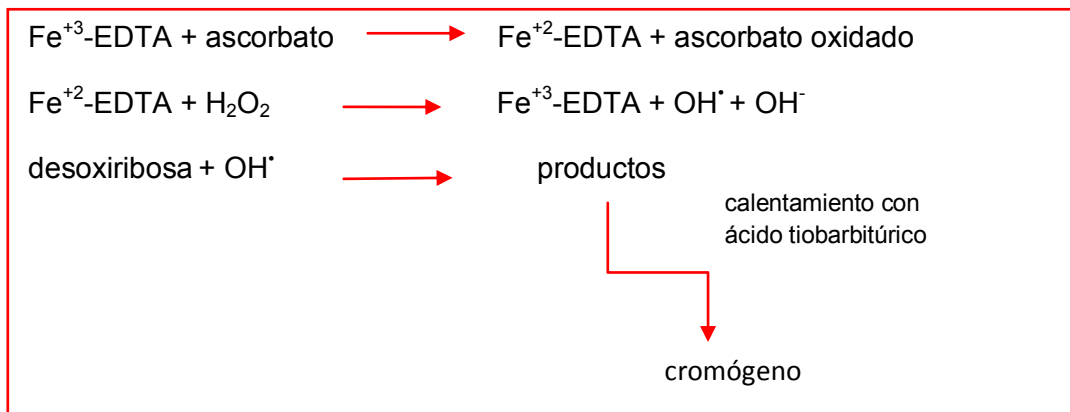 Fe⁺³-EDTA + ascorbato → Fe⁺²-EDTA + ascorbato oxidado
Fe⁺²-EDTA + H₂O₂ → Fe⁺³-EDTA + OH• + OH⁻
desoxiribosa + OH• → productos
calentamiento con
ácido tiobarbitúrico
cromógeno